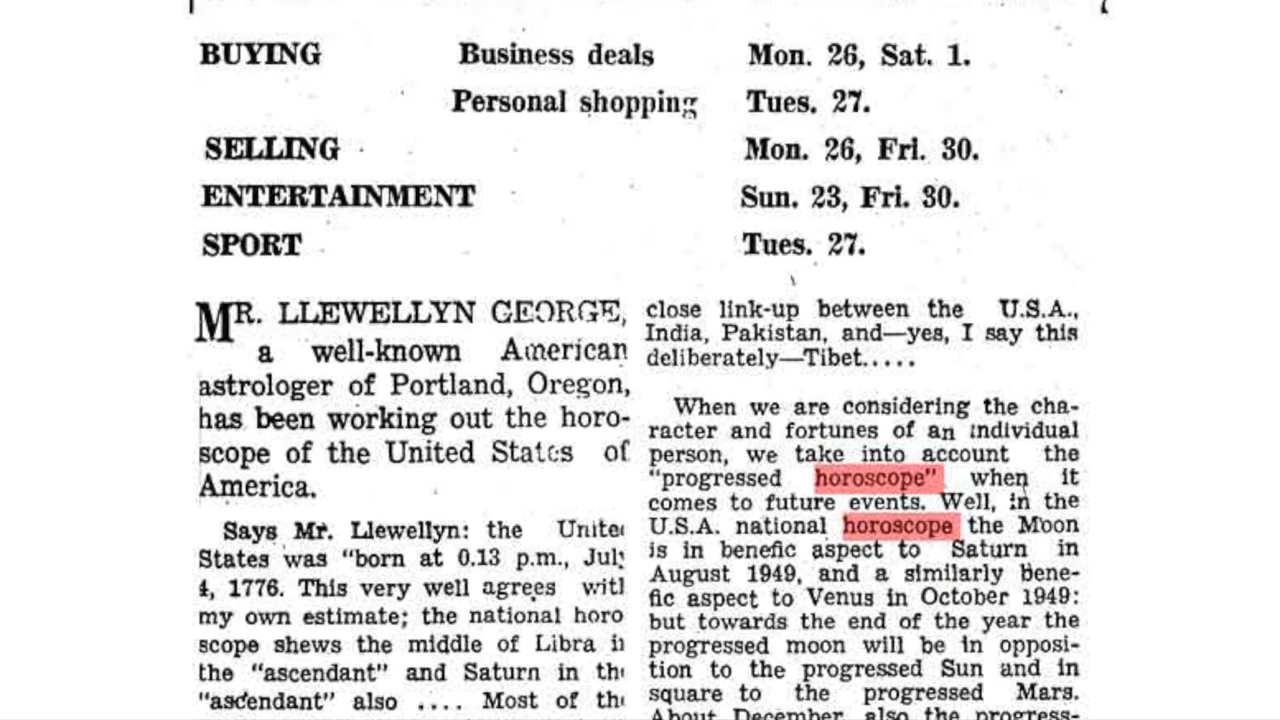 BUYING Business deals Mon. 26, Sat. 1.
Personal shopping Tues. 27.
SELLING Mon. 26, Fri. 30.
ENTERTAINMENT Sun. 23, Fri. 30.
SPORT Tues. 27.
MR. LLEWELLYN GEORGE,
a well-known American
astrologer of Portland, Oregon,
has been working out the horo-
scope of the United States of
America.
Says Mr. Llewellyn: the Unite
States was "born at 0.13 p.m., July
4, 1776. This very well agrees with
my own estimate; the national horo
scope shews the middle of Libra in
the "ascendant" and Saturn in the
"ascendant" also .... Most of the
close link-up between the U.S.A.,
India, Pakistan, and—yes, I say this
deliberately—Tibet.....
When we are considering the cha-
racter and fortunes of an individual
person, we take into account the
"progressed horoscope" when it
comes to future events. Well, in the
U.S.A. national horoscope the Moon
is in benefic aspect to Saturn in
August 1949, and a similarly bene-
fic aspect to Venus in October 1949:
but towards the end of the year the
progressed moon will be in opposi-
tion to the progressed Sun and in
square to the progressed Mars.
About December, also the progress-